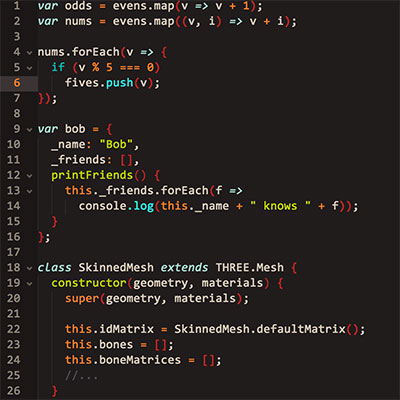 1 var odds = evens.map(v => v + 1);
2 var nums = evens.map((v, i) => v + i);
3
4 nums.forEach(v => {
5   if (v % 5 === 0)
6     fives.push(v);
7 });
8
9 var bob = {
10   _name: "Bob",
11   _friends: [],
12   printFriends() {
13     this._friends.forEach(f =>
14       console.log(this._name + " knows " + f));
15   }
16 };
17
18 class SkinnedMesh extends THREE.Mesh {
19   constructor(geometry, materials) {
20     super(geometry, materials);
21
22     this.idMatrix = SkinnedMesh.defaultMatrix();
23     this.bones = [];
24     this.boneMatrices = [];
25     //...
26   }